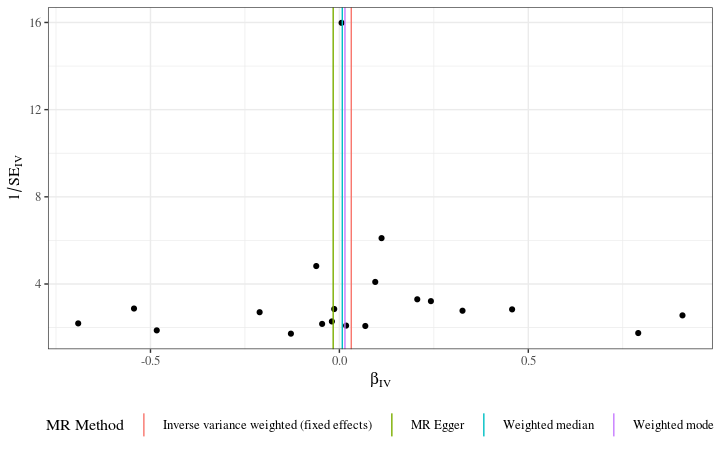 16
12
8
4
1/SE_IV
-0.5 0.0 0.5
β_IV
MR Method Inverse variance weighted (fixed effects) MR Egger Weighted median Weighted mode